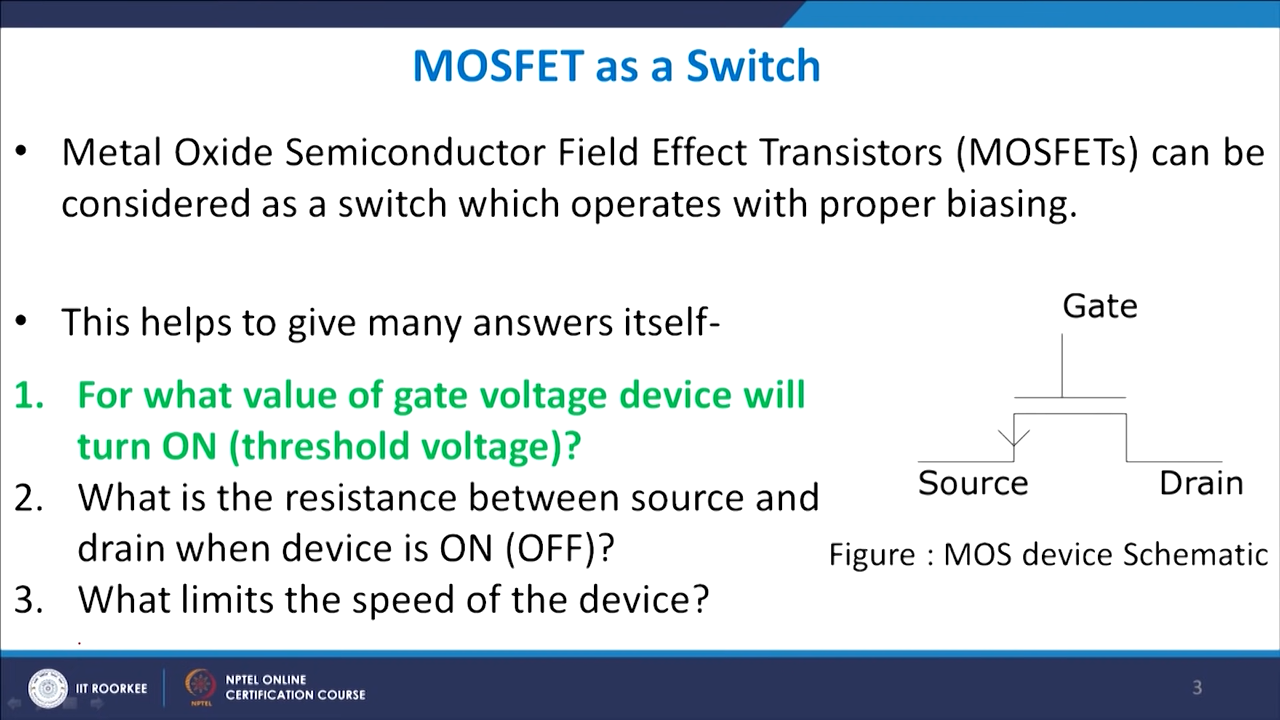 MOSFET as a Switch
• Metal Oxide Semiconductor Field Effect Transistors (MOSFETs) can be
considered as a switch which operates with proper biasing.
• This helps to give many answers itself-
1. For what value of gate voltage device will
turn ON (threshold voltage)?
2. What is the resistance between source and
drain when device is ON (OFF)?
3. What limits the speed of the device?
Gate
Source
Drain
Figure : MOS device Schematic
IIT ROORKEE
NPTEL
NPTEL ONLINE
CERTIFICATION COURSE
3